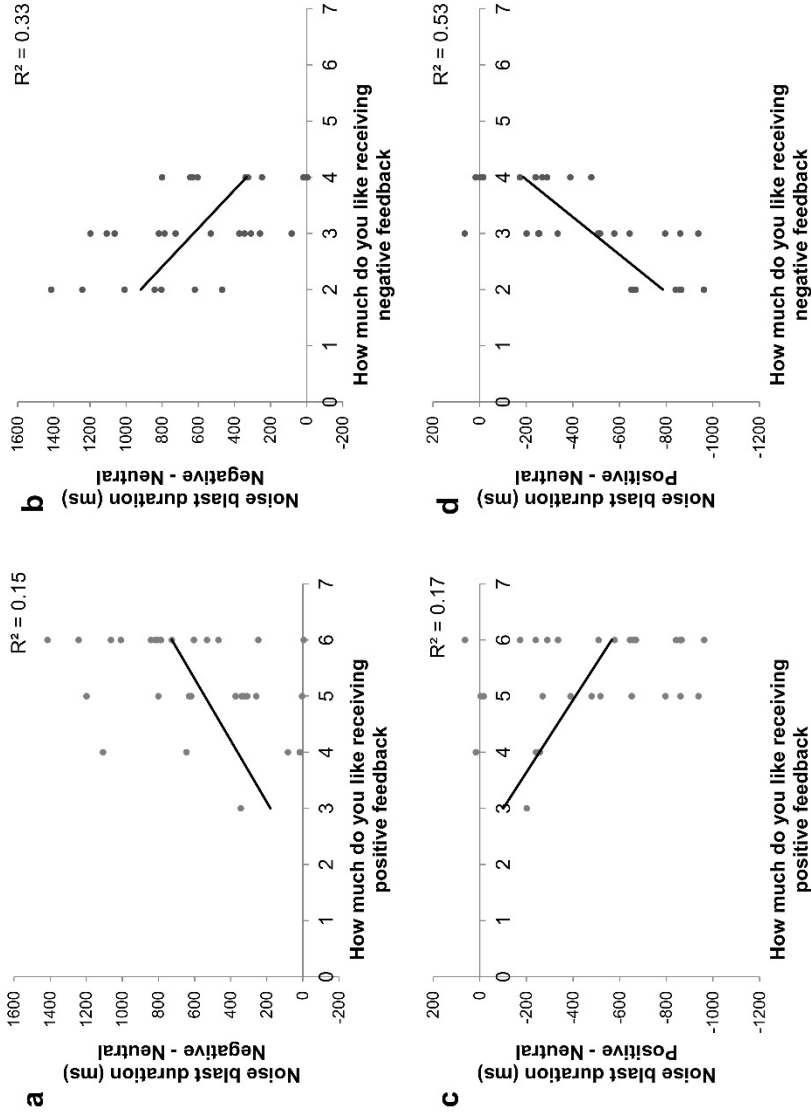 a
R² = 0.15
Noise blast duration (ms)
Negative - Neutral
1600
1400
1200
1000
800
600
400
200
0
-200
0 1 2 3 4 5 6 7
How much do you like receiving
positive feedback
b
R² = 0.33
Noise blast duration (ms)
Negative - Neutral
1600
1400
1200
1000
800
600
400
200
0
-200
0 1 2 3 4 5 6 7
How much do you like receiving
negative feedback
c
R² = 0.17
Noise blast duration (ms)
Positive - Neutral
200
0
-200
-400
-600
-800
-1000
-1200
0 1 2 3 4 5 6 7
How much do you like receiving
positive feedback
d
R² = 0.53
Noise blast duration (ms)
Positive - Neutral
200
0
-200
-400
-600
-800
-1000
-1200
0 1 2 3 4 5 6 7
How much do you like receiving
negative feedback